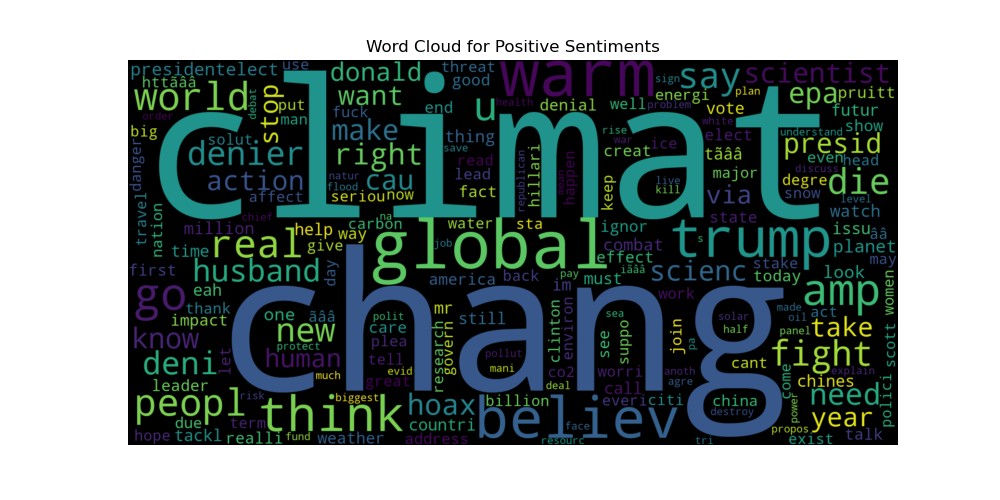 Word Cloud for Positive Sentiments
presidentelect use donald threat warm sign say scientist
httãââ good energi plan epa pruitt
world debat want u health denial well problem vote futur
order put stop fuck end climat white show
big man make thing save rise war elect understand presid
solut denier right read creat ice tãââ even head
danger action cau lead republican hillari mean happen keep live major discuss die
natur flood seriou now fact kill degre snow level
travel affect via
nation million na carbon water sta ignor state watch
real help way global trump issu ââ
time give job combat s planet may
first husband day america back effect iãââ scienc stake today look
eah im pay must work women
thank one ãââ mr clinton environ sea solar made oil amp
go impact new polit still see suppo join half act
know care govern panel take scott
let protect plea research pa
deni human tell pollut worri cant come fight
evid great mani co2 anoth chines explain
leader much deal call agre polici
risk biggest billion everi citi china power need
peopl think hoax chang destroy year
due term countri believ face propos
hope tackl realli fund weather address resourc tri exist talk